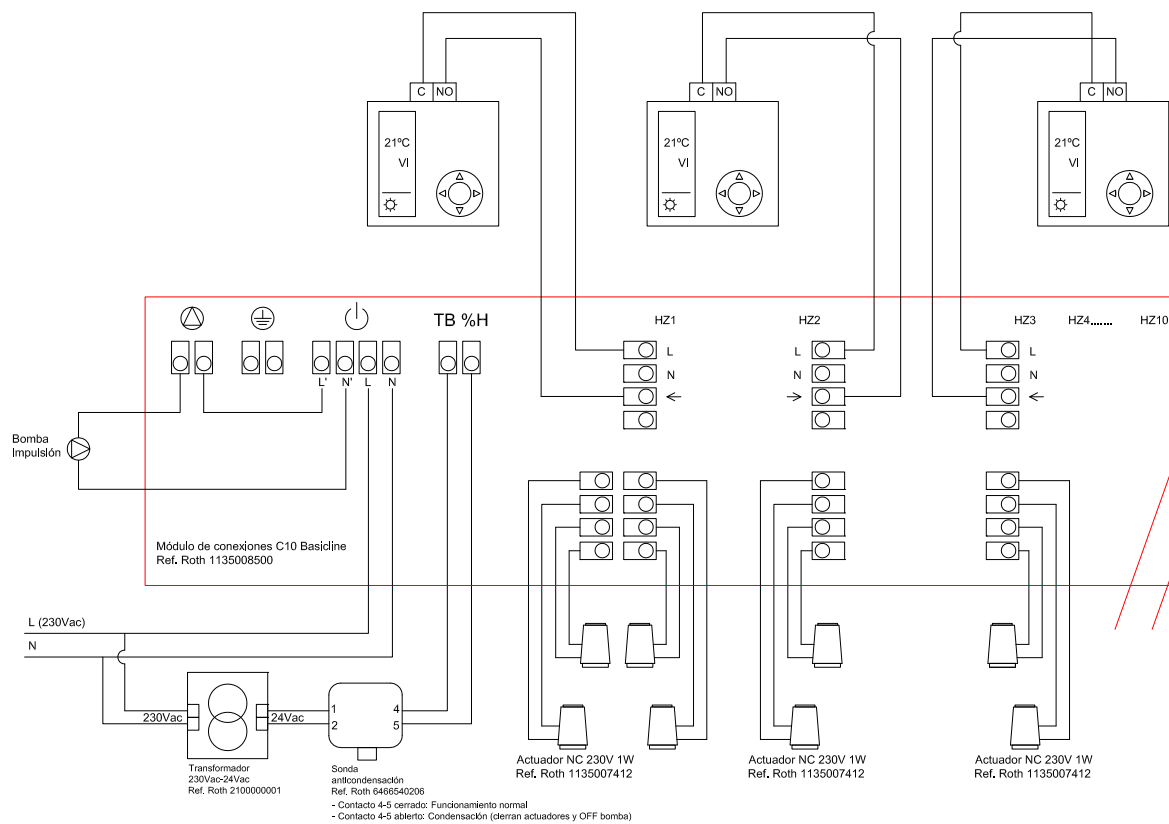 C NO
C NO
C NO
21ºC
VI
21ºC
VI
21ºC
VI
TB %H
HZ1
HZ2
HZ3
HZ4......
HZ10
L
L
L
N
N
N
L' N' L N
Bomba
Impulsión
Módulo de conexiones C10 Basicline
Ref. Roth 1135008500
L (230Vac)
N
230Vac
24Vac
1
2
4
5
Transformador
230Vac-24Vac
Ref. Roth 2100000001
Sonda
anticondensación
Ref. Roth 6466540206
- Contacto 4-5 cerrado: Funcionamiento normal
- Contacto 4-5 abierto: Condensación (cierran actuadores y OFF bomba)
Actuador NC 230V 1W
Ref. Roth 1135007412
Actuador NC 230V 1W
Ref. Roth 1135007412
Actuador NC 230V 1W
Ref. Roth 1135007412